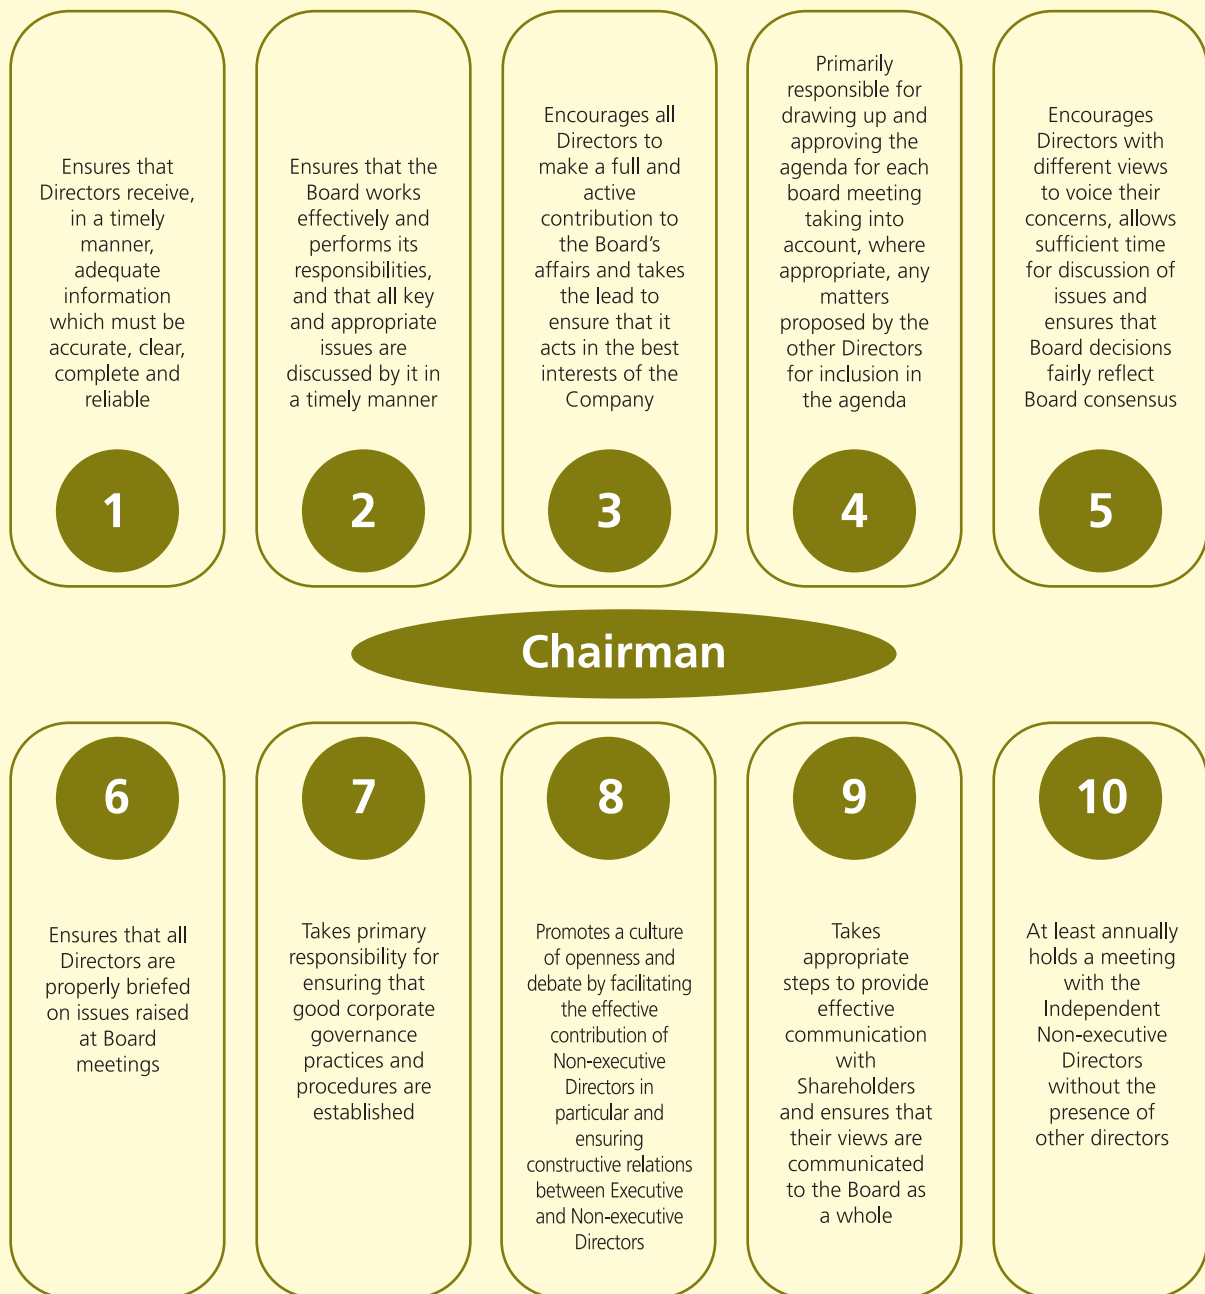 Ensures that
Directors receive,
in a timely
manner,
adequate
information
which must be
accurate, clear,
complete and
reliable
1
Ensures that the
Board works
effectively and
performs its
responsibilities,
and that all key
and appropriate
issues are
discussed by it in
a timely manner
2
Encourages all
Directors to
make a full and
active
contribution to
the Board’s
affairs and takes
the lead to
ensure that it
acts in the best
interests of the
Company
3
Primarily
responsible for
drawing up and
approving the
agenda for each
board meeting
taking into
account, where
appropriate, any
matters
proposed by the
other Directors
for inclusion in
the agenda
4
Encourages
Directors with
different views
to voice their
concerns, allows
sufficient time
for discussion of
issues and
ensures that
Board decisions
fairly reflect
Board consensus
5
Chairman
6
Ensures that all
Directors are
properly briefed
on issues raised
at Board
meetings
7
Takes primary
responsibility for
ensuring that
good corporate
governance
practices and
procedures are
established
8
Promotes a culture
of openness and
debate by facilitating
the effective
contribution of
Non-executive
Directors in
particular and
ensuring
constructive relations
between Executive
and Non-executive
Directors
9
Takes
appropriate
steps to provide
effective
communication
with
Shareholders
and ensures that
their views are
communicated
to the Board as
a whole
10
At least annually
holds a meeting
with the
Independent
Non-executive
Directors
without the
presence of
other directors